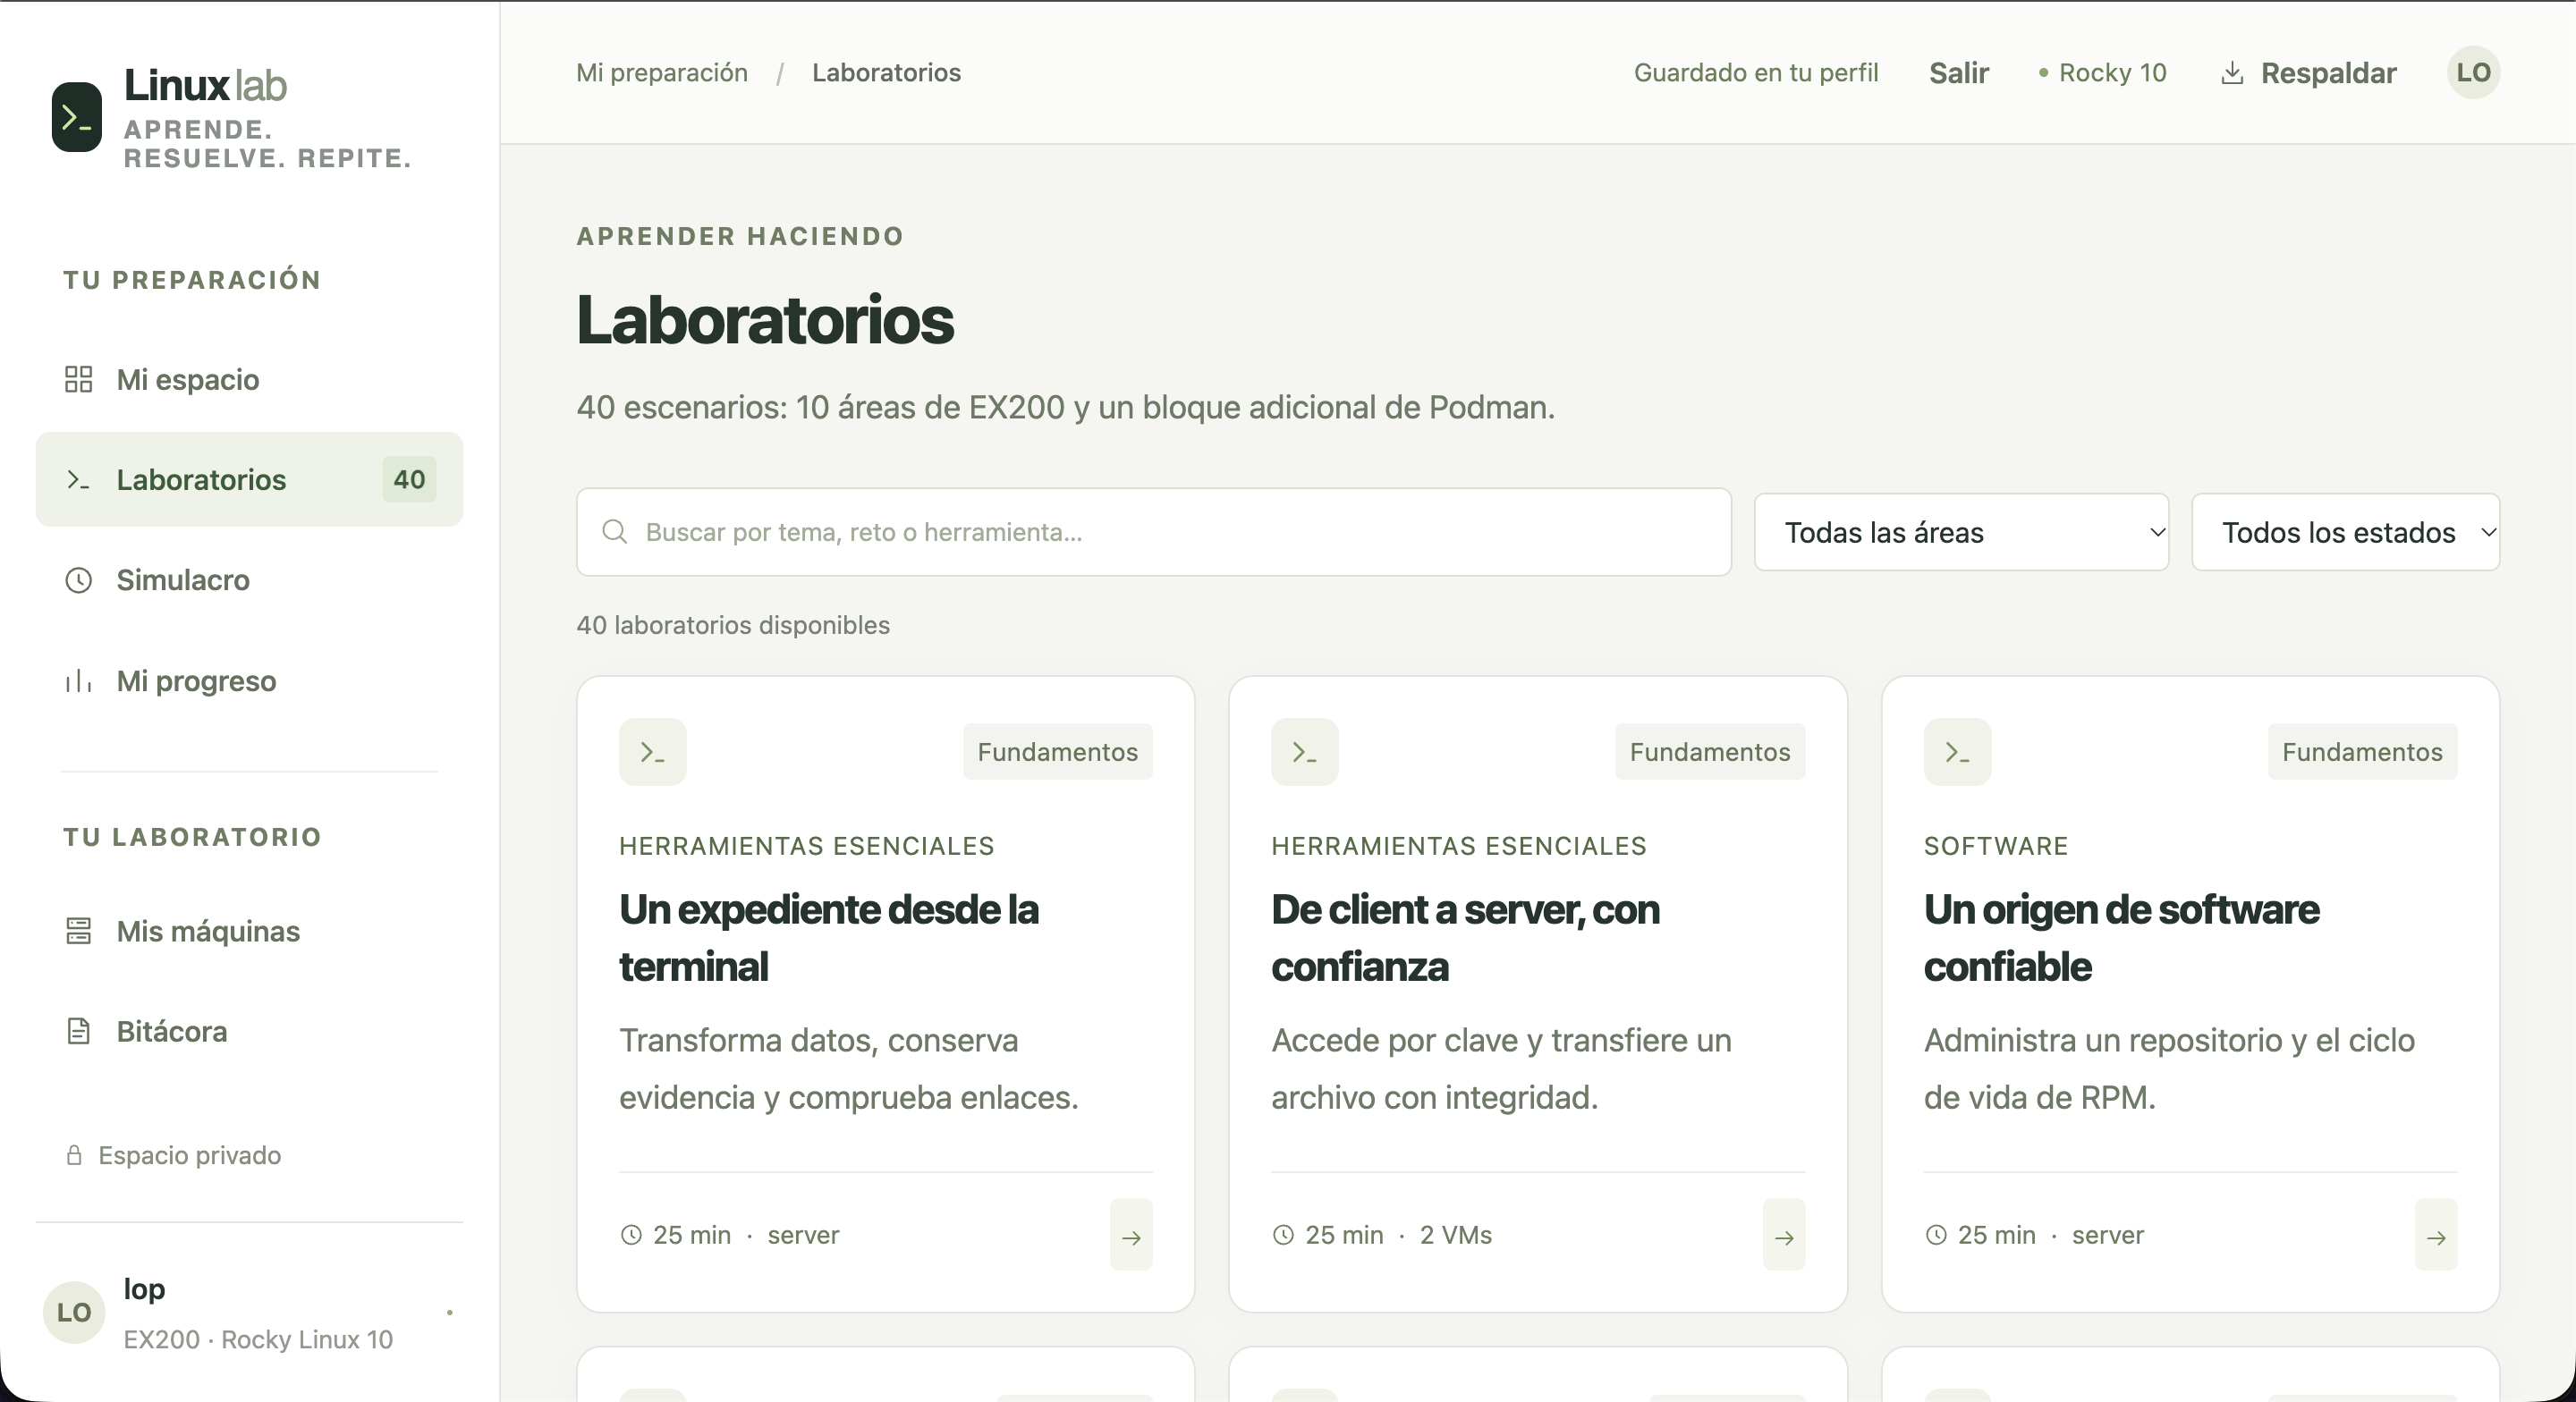 Linux lab
APRENDE.
RESUELVE. REPITE.
TU PREPARACIÓN
Mi espacio
Laboratorios 40
Simulacro
Mi progreso
TU LABORATORIO
Mis máquinas
Bitácora
Espacio privado
LO
lop
EX200 · Rocky Linux 10
Mi preparación / Laboratorios
Guardado en tu perfil
Salir
• Rocky 10
Respaldar
LO
APRENDER HACIENDO
Laboratorios
40 escenarios: 10 áreas de EX200 y un bloque adicional de Podman.
Buscar por tema, reto o herramienta...
Todas las áreas
Todos los estados
40 laboratorios disponibles
Fundamentos
HERRAMIENTAS ESENCIALES
Un expediente desde la
terminal
Transforma datos, conserva
evidencia y comprueba enlaces.
25 min · server
→
Fundamentos
HERRAMIENTAS ESENCIALES
De client a server, con
confianza
Accede por clave y transfiere un
archivo con integridad.
25 min · 2 VMs
→
Fundamentos
SOFTWARE
Un origen de software
confiable
Administra un repositorio y el ciclo
de vida de RPM.
25 min · server
→